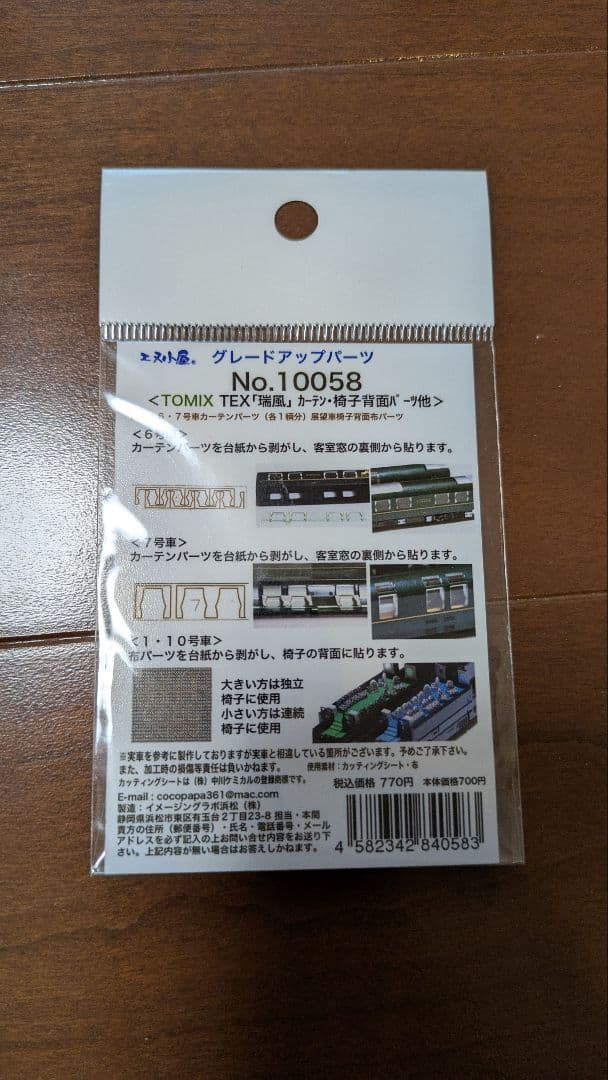 エヌ小屋。 グレードアップパーツ
No.10058
<TOMIX TEX「瑞風」 ｶｰﾃﾝ・椅子背面ﾊﾟｰﾂ他>
6・7号車カーテンパーツ（各１輌分）展望車椅子背面布パーツ
<6号車>
カーテンパーツを台紙から剥がし、客室窓の裏側から貼ります。
<7号車>
カーテンパーツを台紙から剥がし、客室窓の裏側から貼ります。
7
<1・10号車>
布パーツを台紙から剥がし、椅子の背面に貼ります。
大きい方は独立
椅子に使用
小さい方は連続
椅子に使用
※実車を参考に製作しておりますが実車と相違している箇所がございます。予めご了承下さい。
また、加工時の損傷等責任は負いかねます。 使用素材：カッティングシート・布
カッティングシートは（株）中川ケミカルの登録商標です。
税込価格 770円 本体価格700円
E-mail : cocopapa361@mac.com
製造：イメージングラボ浜松（株）
静岡県浜松市東区有玉台２丁目23-8 担当・本間
貴方の住所（郵便番号）・氏名・電話番号・メール
アドレスを必ず記入の上お問い合せ内容をお送り下
さい。上記内容が無い場合はお答えしかねます。
4 582342 840583